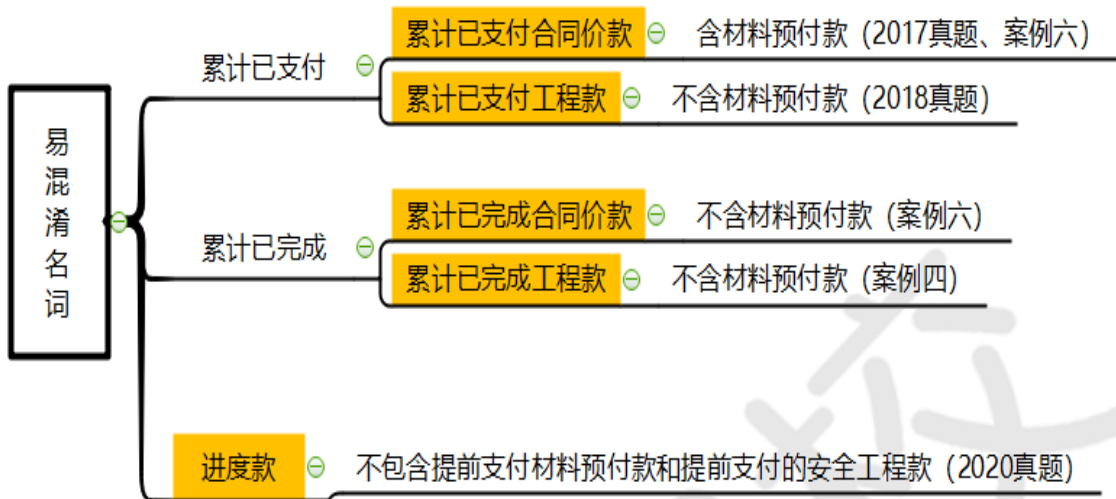 易混淆名词
累计已支付
累计已支付合同价款
含材料预付款（2017真题、案例六）
累计已支付工程款
不含材料预付款（2018真题）
累计已完成
累计已完成合同价款
不含材料预付款（案例六）
累计已完成工程款
不含材料预付款（案例四）
进度款
不包含提前支付材料预付款和提前支付的安全工程款（2020真题）